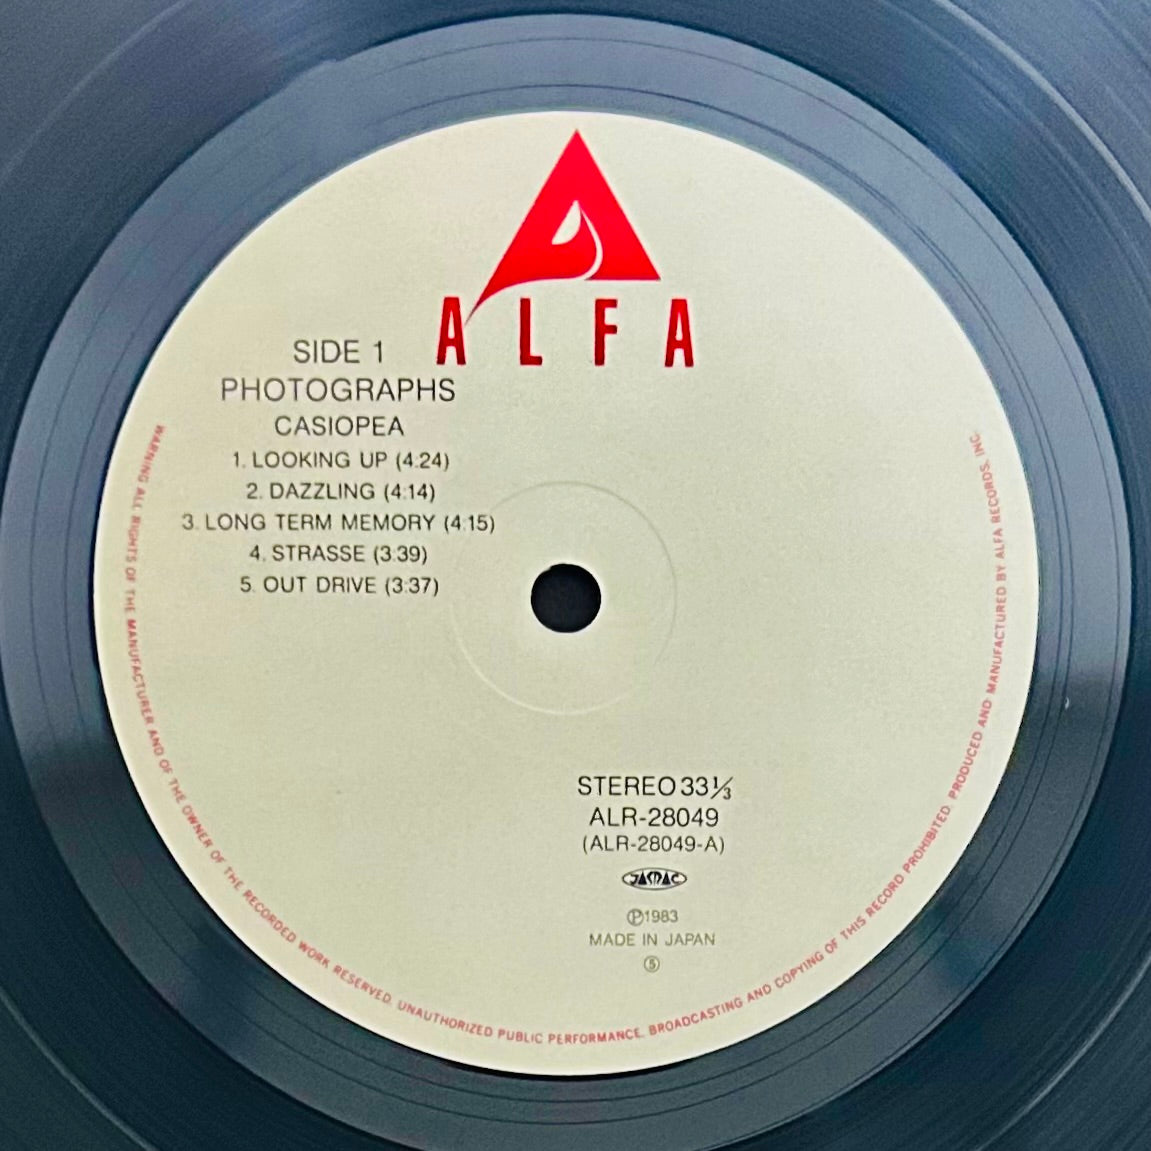 ALFA
SIDE 1
PHOTOGRAPHS
CASIOPEA
1. LOOKING UP (4:24)
2. DAZZLING (4:14)
3. LONG TERM MEMORY (4:15)
4. STRASSE (3:39)
5. OUT DRIVE (3:37)
STEREO 33⅓
ALR-28049
(ALR-28049-A)
JASRAC
Ⓟ1983
MADE IN JAPAN
⑤
WARNING ALL RIGHTS OF THE MANUFACTURER AND OF THE OWNER OF THE RECORDED WORK RESERVED. UNAUTHORIZED PUBLIC PERFORMANCE. BROADCASTING AND COPYING OF THIS RECORD PROHIBITED. PRODUCED AND MANUFACTURED BY ALFA RECORDS, INC.